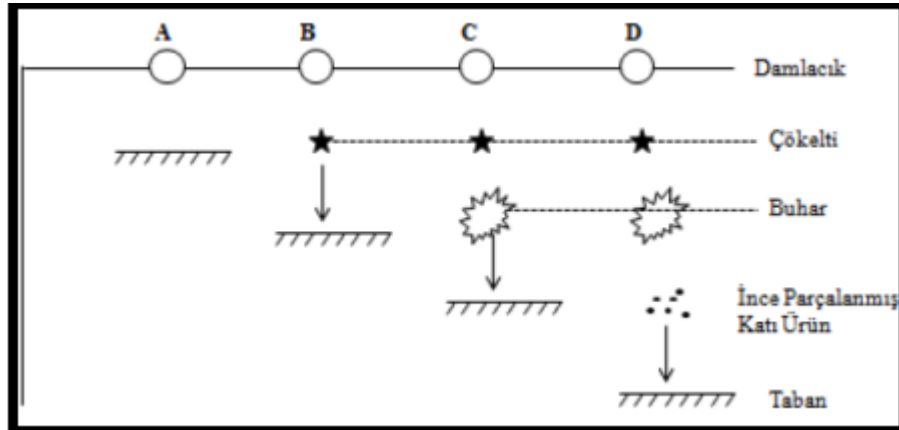 A B C D
Damlacık
Çökelti
Buhar
İnce Parçalanmış
Katı Ürün
Taban